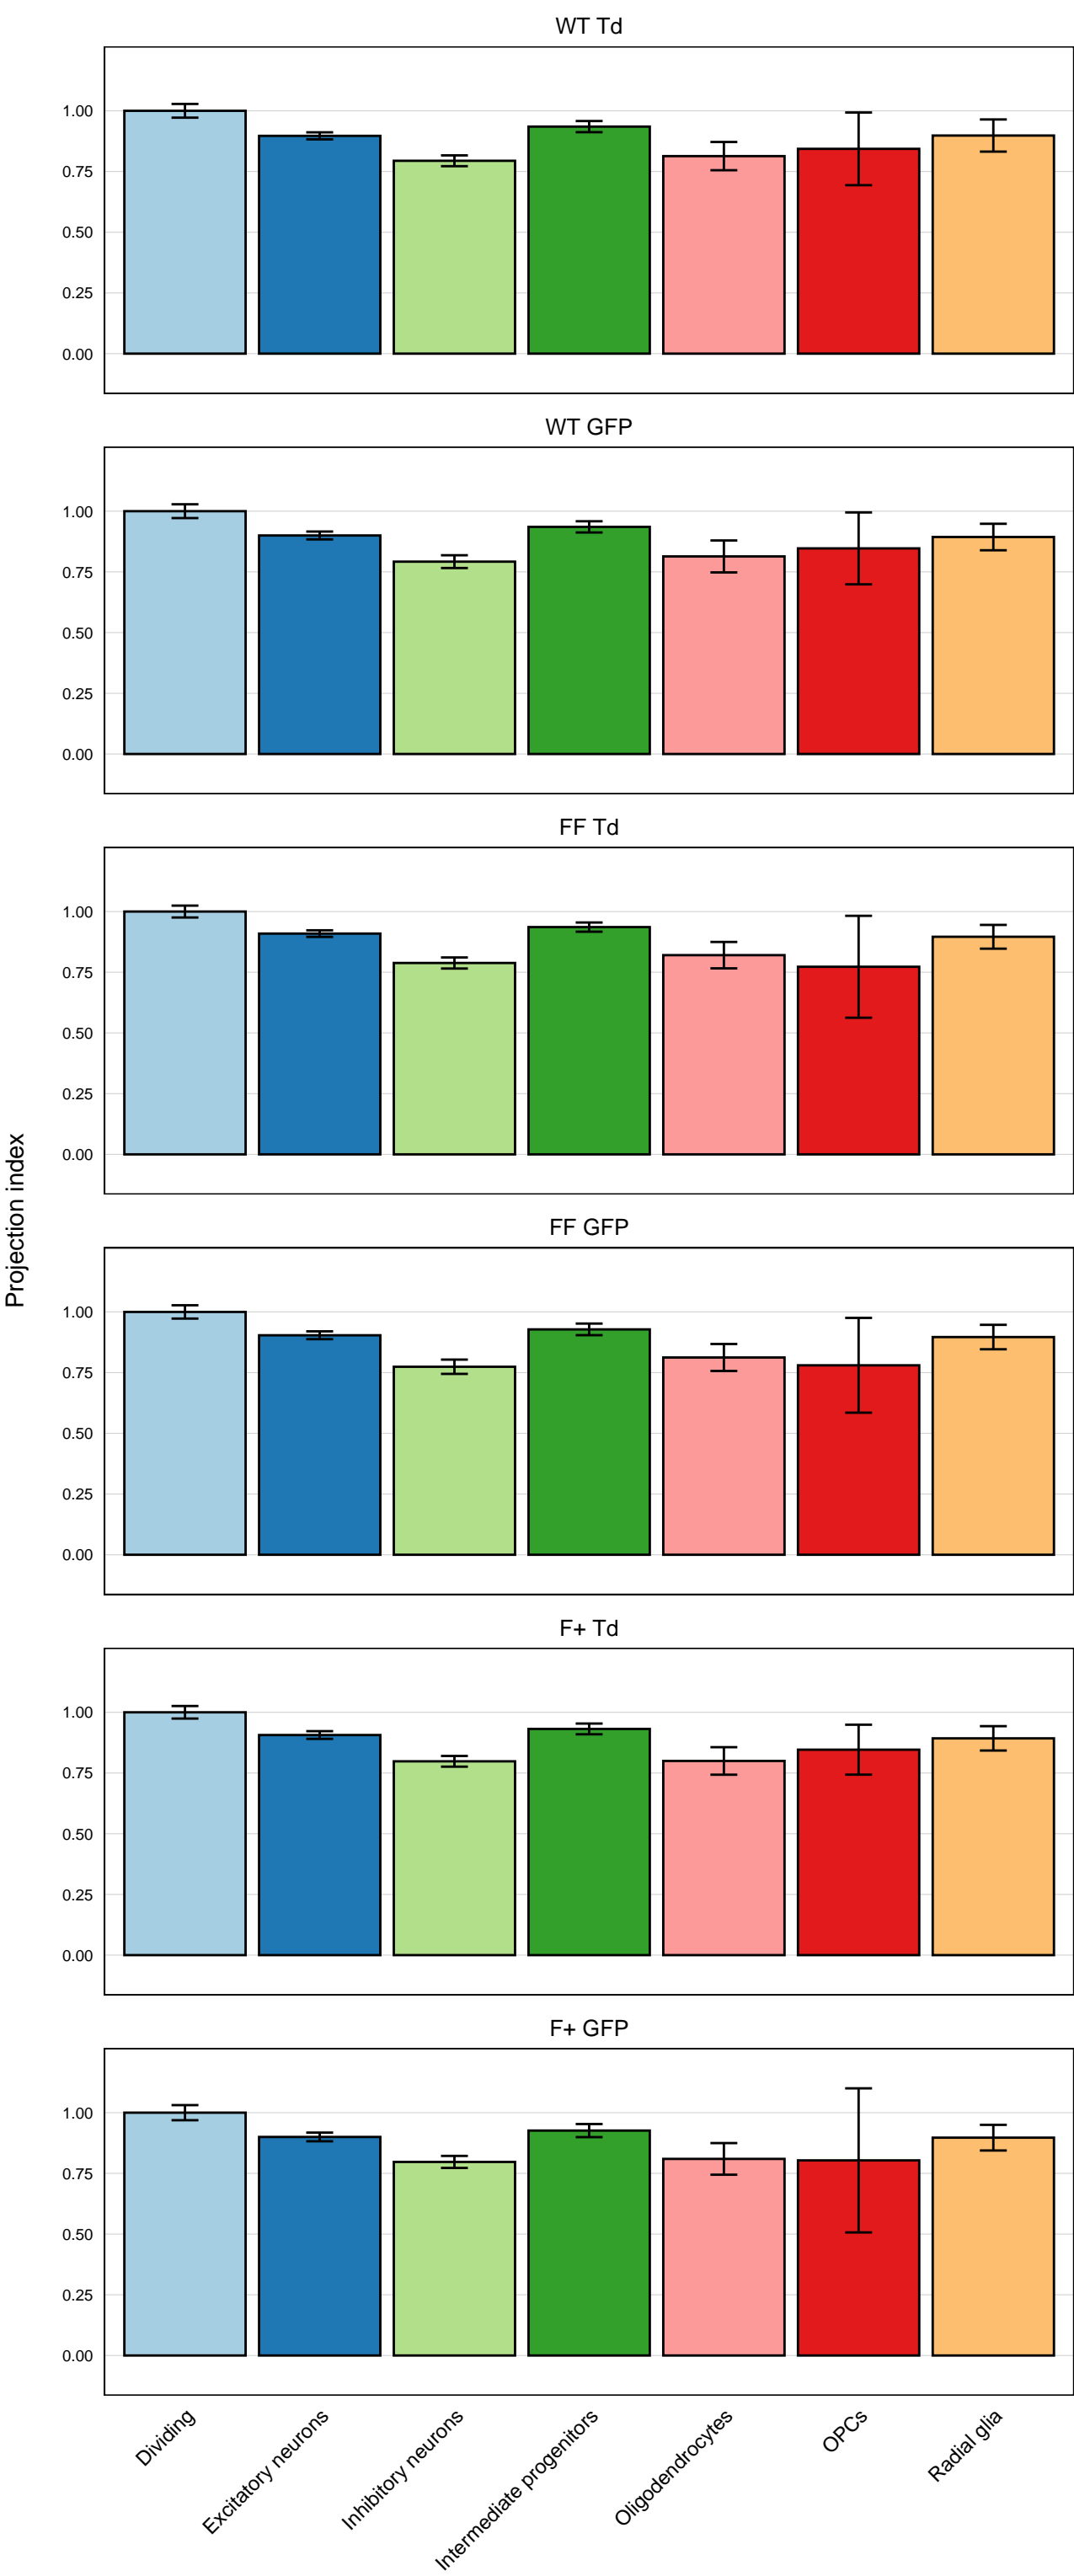 WT Td
1.00
0.75
0.50
0.25
0.00
WT GFP
1.00
0.75
0.50
0.25
0.00
FF Td
1.00
0.75
0.50
0.25
0.00
Projection index
FF GFP
1.00
0.75
0.50
0.25
0.00
F+ Td
1.00
0.75
0.50
0.25
0.00
F+ GFP
1.00
0.75
0.50
0.25
0.00
Dividing
Excitatory neurons
Inhibitory neurons
Intermediate progenitors
Oligodendrocytes
OPCs
Radial glia